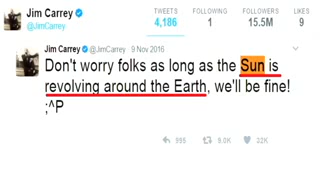 Jim Carrey
@JimCarrey
TWEETS FOLLOWING FOLLOWERS LIKES
4,186 1 15.5M 9
Jim Carrey @JimCarrey · 9 Nov 2016
Don't worry folks as long as the Sun is
revolving around the Earth, we'll be fine!
;^P
995 9.0K 32K